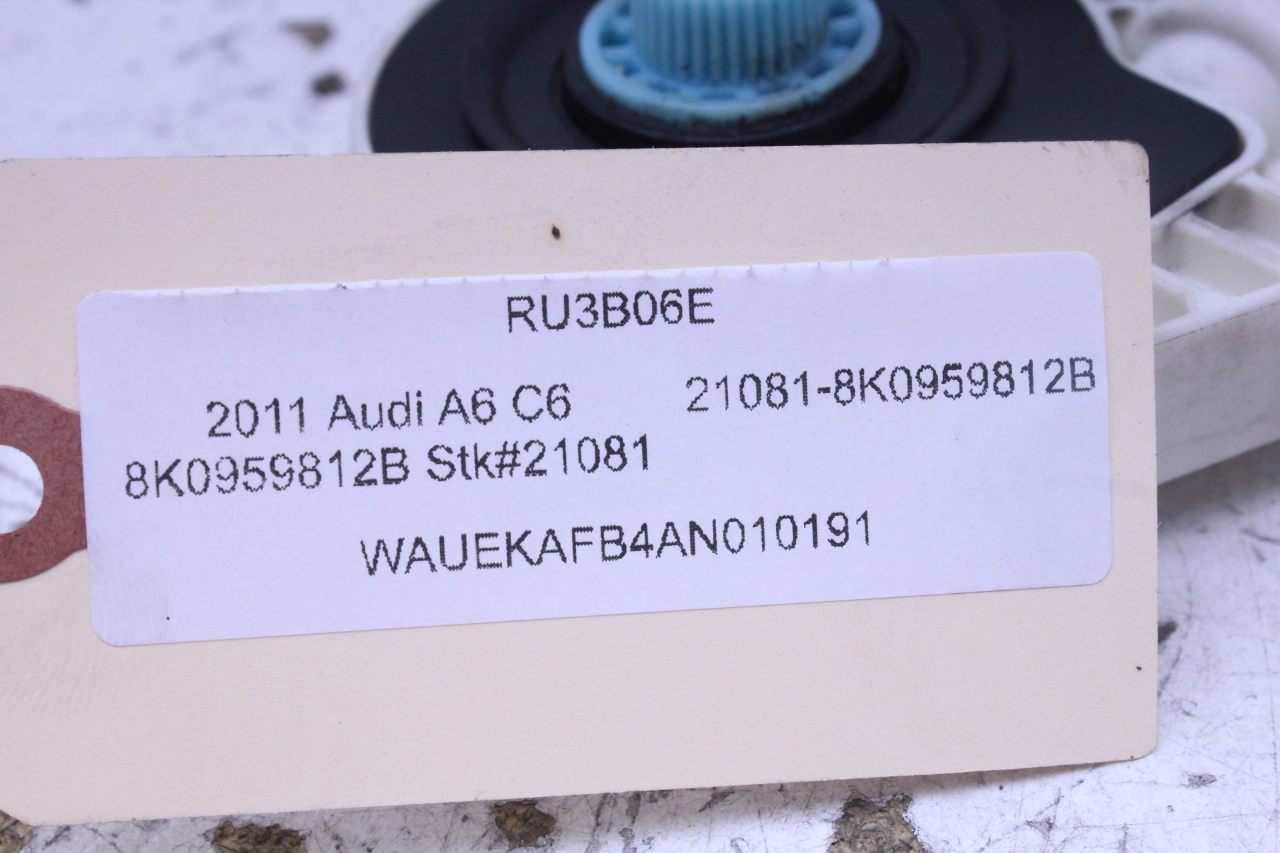 RU3B06E
2011 Audi A6 C6 21081-8K0959812B
8K0959812B Stk#21081
WAUEKAFB4AN010191